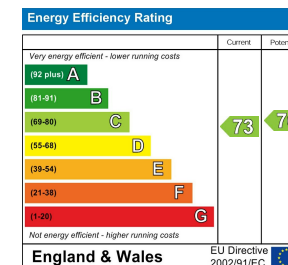 Energy Efficiency Rating
Current
Very energy efficient - lower running costs
(92 plus) A
(81-91) B
(69-80) C
73
(55-68) D
(39-54) E
(21-38) F
(1-20) G
Not energy efficient - higher running costs
England & Wales
EU Directive
2002/91/EC